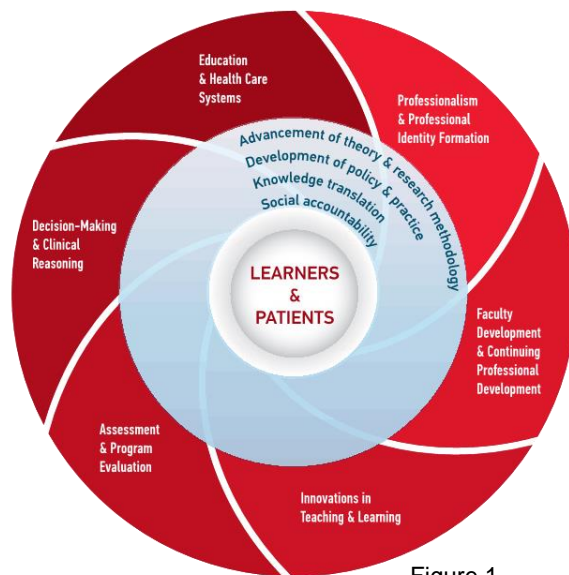 Education
& Health Care
Systems
Professionalism
& Professional
Identity Formation
Advancement of theory & research methodology
Development of policy & practice
Knowledge translation
Social accountability
Decision-Making
& Clinical
Reasoning
LEARNERS
&
PATIENTS
Faculty
Development
& Continuing
Professional
Development
Assessment
& Program
Evaluation
Innovations in
Teaching & Learning
Figure 1